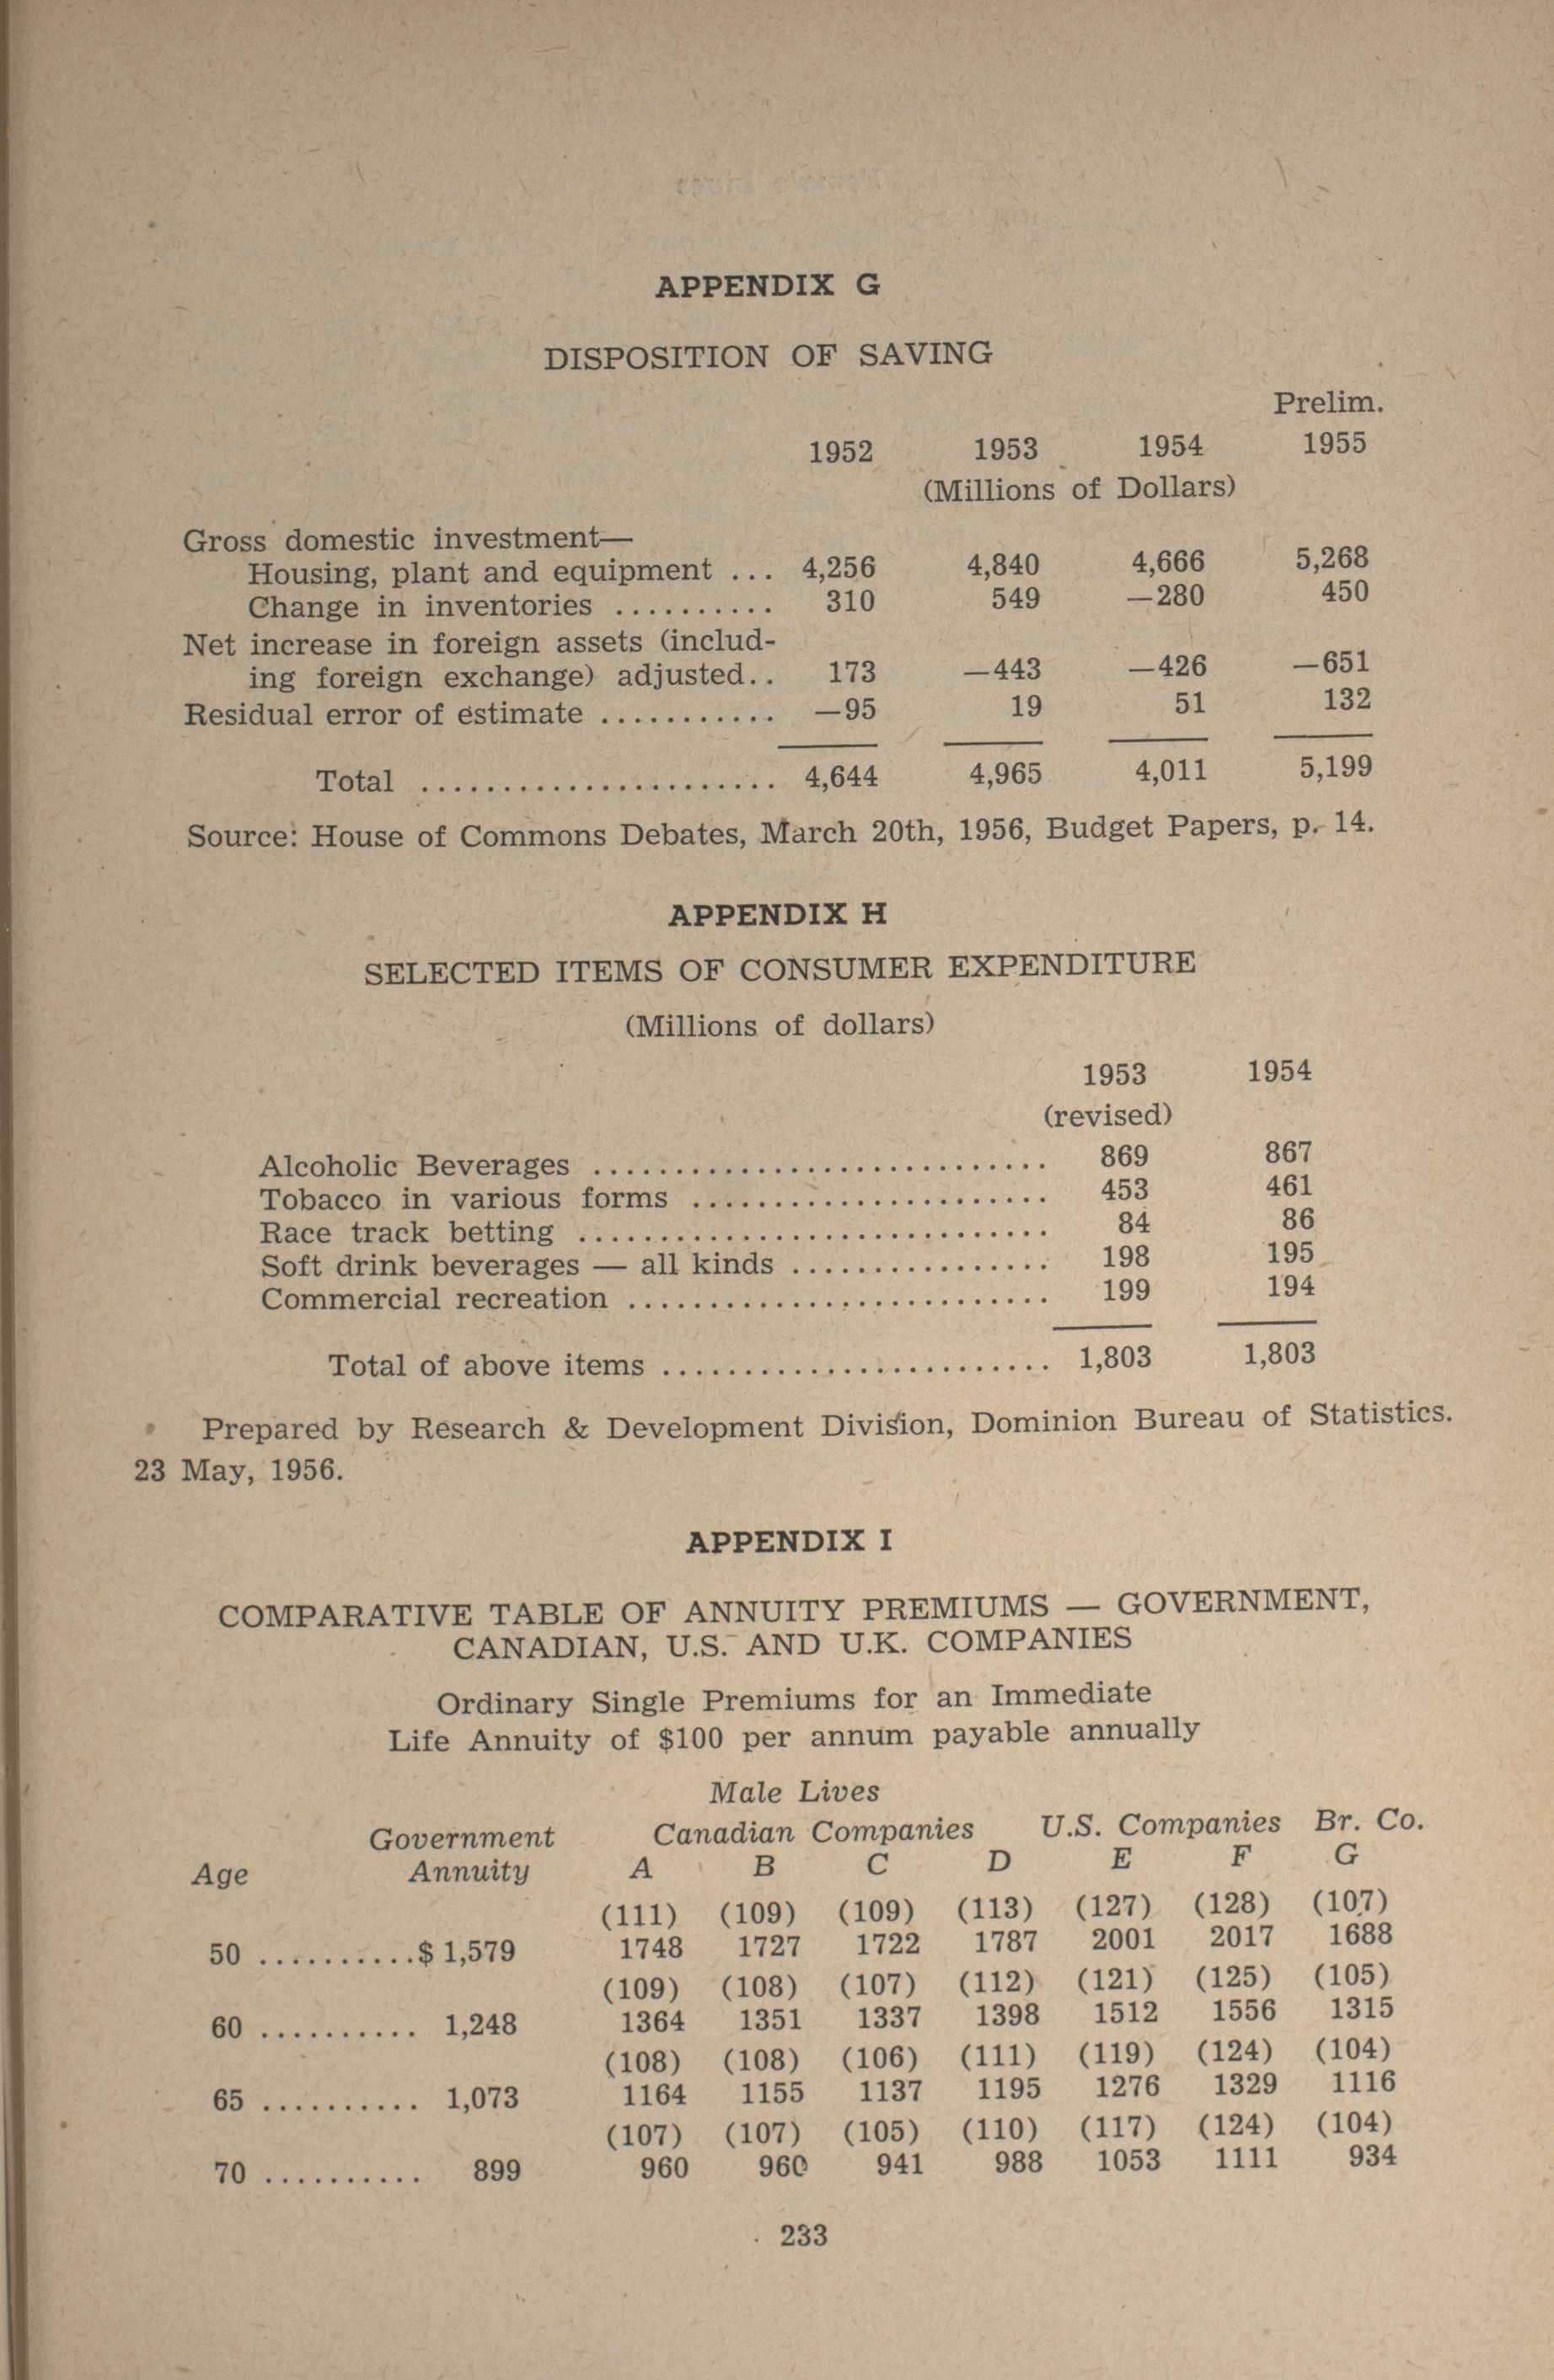 APPENDIX G
DISPOSITION OF SAVING
Prelim.
1952 1953 1954 1955
(Millions of Dollars)
Gross domestic investment—
Housing, plant and equipment ... 4,256 4,840 4,666 5,268
Change in inventories .......... 310 549 —280 450
Net increase in foreign assets (includ-
ing foreign exchange) adjusted.. 173 —443 —426 —651
Residual error of estimate ........... —95 19 51 132
Total ...................... 4,644 4,965 4,011 5,199
Source: House of Commons Debates, March 20th, 1956, Budget Papers, p. 14.
APPENDIX H
SELECTED ITEMS OF CONSUMER EXPENDITURE
(Millions of dollars)
1953 1954
(revised)
Alcoholic Beverages ............................ 869 867
Tobacco in various forms ...................... 453 461
Race track betting ............................. 84 86
Soft drink beverages — all kinds ................ 198 195
Commercial recreation .......................... 199 194
Total of above items ........................ 1,803 1,803
Prepared by Research & Development Division, Dominion Bureau of Statistics.
23 May, 1956.
APPENDIX I
COMPARATIVE TABLE OF ANNUITY PREMIUMS — GOVERNMENT,
CANADIAN, U.S. AND U.K. COMPANIES
Ordinary Single Premiums for an Immediate
Life Annuity of $100 per annum payable annually
Male Lives
Government Canadian Companies U.S. Companies Br. Co.
Age Annuity A B C D E F G
(111) (109) (109) (113) (127) (128) (107)
50 ..........$ 1,579 1748 1727 1722 1787 2001 2017 1688
(109) (108) (107) (112) (121) (125) (105)
60 .......... 1,248 1364 1351 1337 1398 1512 1556 1315
(108) (108) (106) (111) (119) (124) (104)
65 .......... 1,073 1164 1155 1137 1195 1276 1329 1116
(107) (107) (105) (110) (117) (124) (104)
70 .......... 899 960 960 941 988 1053 1111 934
233